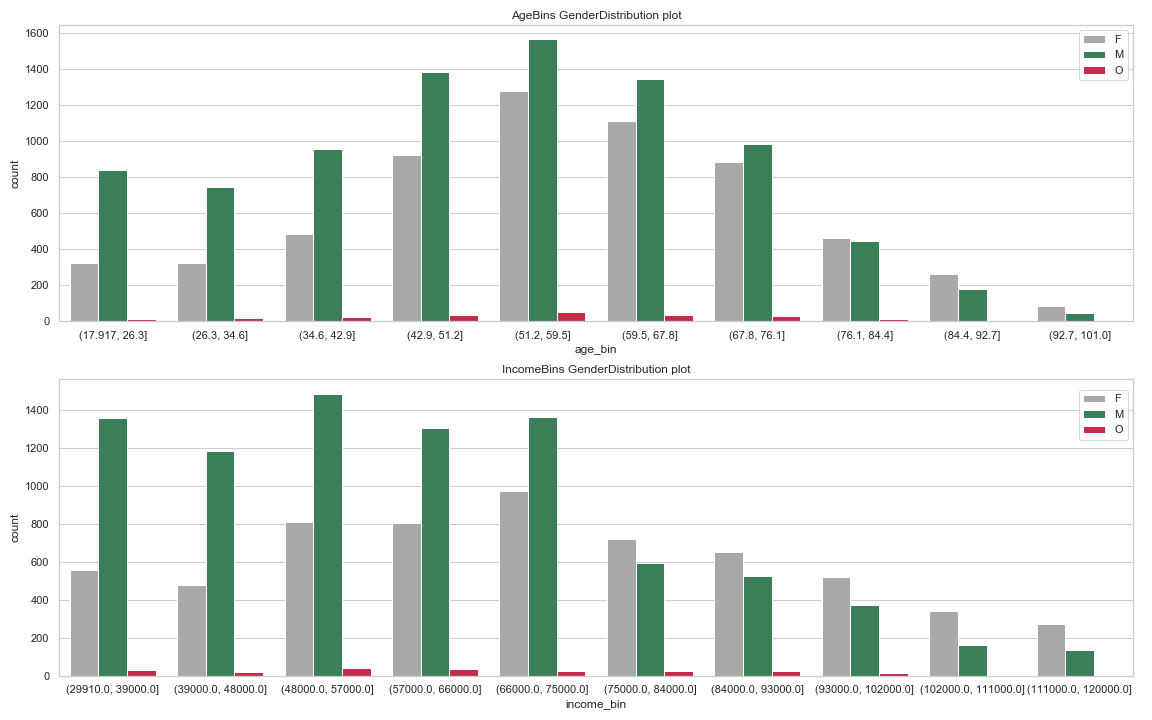 AgeBins GenderDistribution plot
1600
1400
1200
1000
800
600
400
200
0
count
F
M
O
(17.917, 26.3] (26.3, 34.6] (34.6, 42.9] (42.9, 51.2] (51.2, 59.5] (59.5, 67.8] (67.8, 76.1] (76.1, 84.4] (84.4, 92.7] (92.7, 101.0]
age_bin
IncomeBins GenderDistribution plot
1400
1200
1000
800
600
400
200
0
count
F
M
O
(29910.0, 39000.0] (39000.0, 48000.0] (48000.0, 57000.0] (57000.0, 66000.0] (66000.0, 75000.0] (75000.0, 84000.0] (84000.0, 93000.0] (93000.0, 102000.0] (102000.0, 111000.0] (111000.0, 120000.0]
income_bin